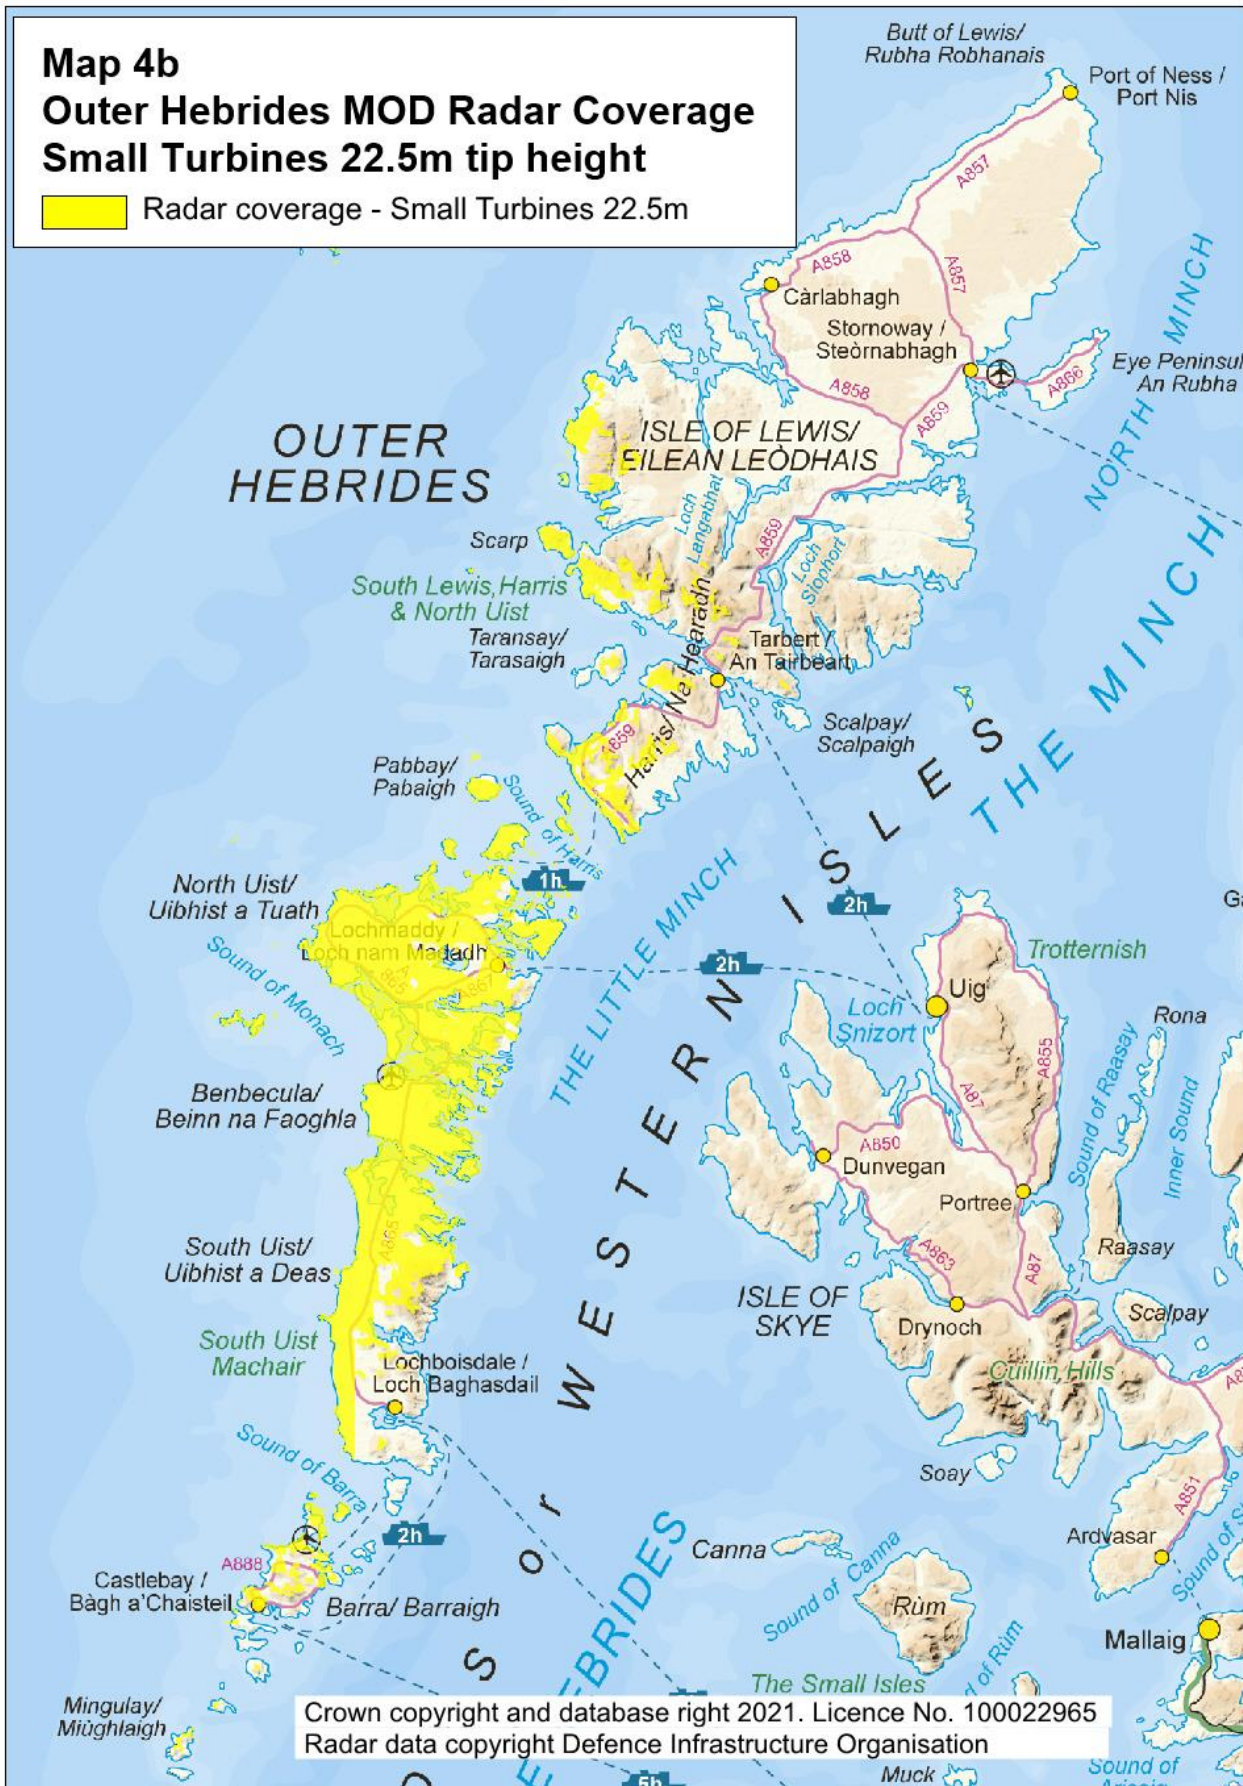 Map 4b
Outer Hebrides MOD Radar Coverage
Small Turbines 22.5m tip height
Radar coverage - Small Turbines 22.5m
Butt of Lewis/
Rubha Robhanais
Port of Ness /
Port Nis
A857
A858
A857
Càrlabhagh
Stornoway /
Steòrnabhagh
NORTH MINCH
Eye Peninsul
An Rubha
A866
A858
A859
OUTER
HEBRIDES
ISLE OF LEWIS/
EILEAN LEÒDHAIS
Loch
Langabhat
A859
Loch
Siophort
Scarp
South Lewis, Harris
& North Uist
Taransay/
Tarasaigh
Tarbert /
An Tairbeart
Harris/ Na Hearadh
A859
Scalpay/
Scalpaigh
THE MINCH
Pabbay/
Pabaigh
Sound of Harris
1h
2h
North Uist/
Uibhist a Tuath
Lochmaddy /
Loch nam Madadh
A865
A867
Sound of Monach
THE LITTLE MINCH
2h
Trotternish
Uig
Loch
Snizort
Rona
Sound of Raasay
Inner Sound
A855
A87
Benbecula/
Beinn na Faoghla
A850
Dunvegan
Portree
A865
South Uist/
Uibhist a Deas
A863
A87
Raasay
ISLE OF
SKYE
Drynoch
Scalpay
South Uist
Machair
Lochboisdale /
Loch Baghasdail
Cuillin Hills
Sound of Barra
Soay
A851
Ardvasar
2h
A888
Castlebay /
Bàgh a'Chaisteil
Barra/ Barraigh
Canna
Sound of Canna
Rùm
Mallaig
WESTERN ISLES
or
EBRIDES
The Small Isles
Mingulay/
Miùghlaigh
Crown copyright and database right 2021. Licence No. 100022965
Radar data copyright Defence Infrastructure Organisation
5h
Muck
Sound of